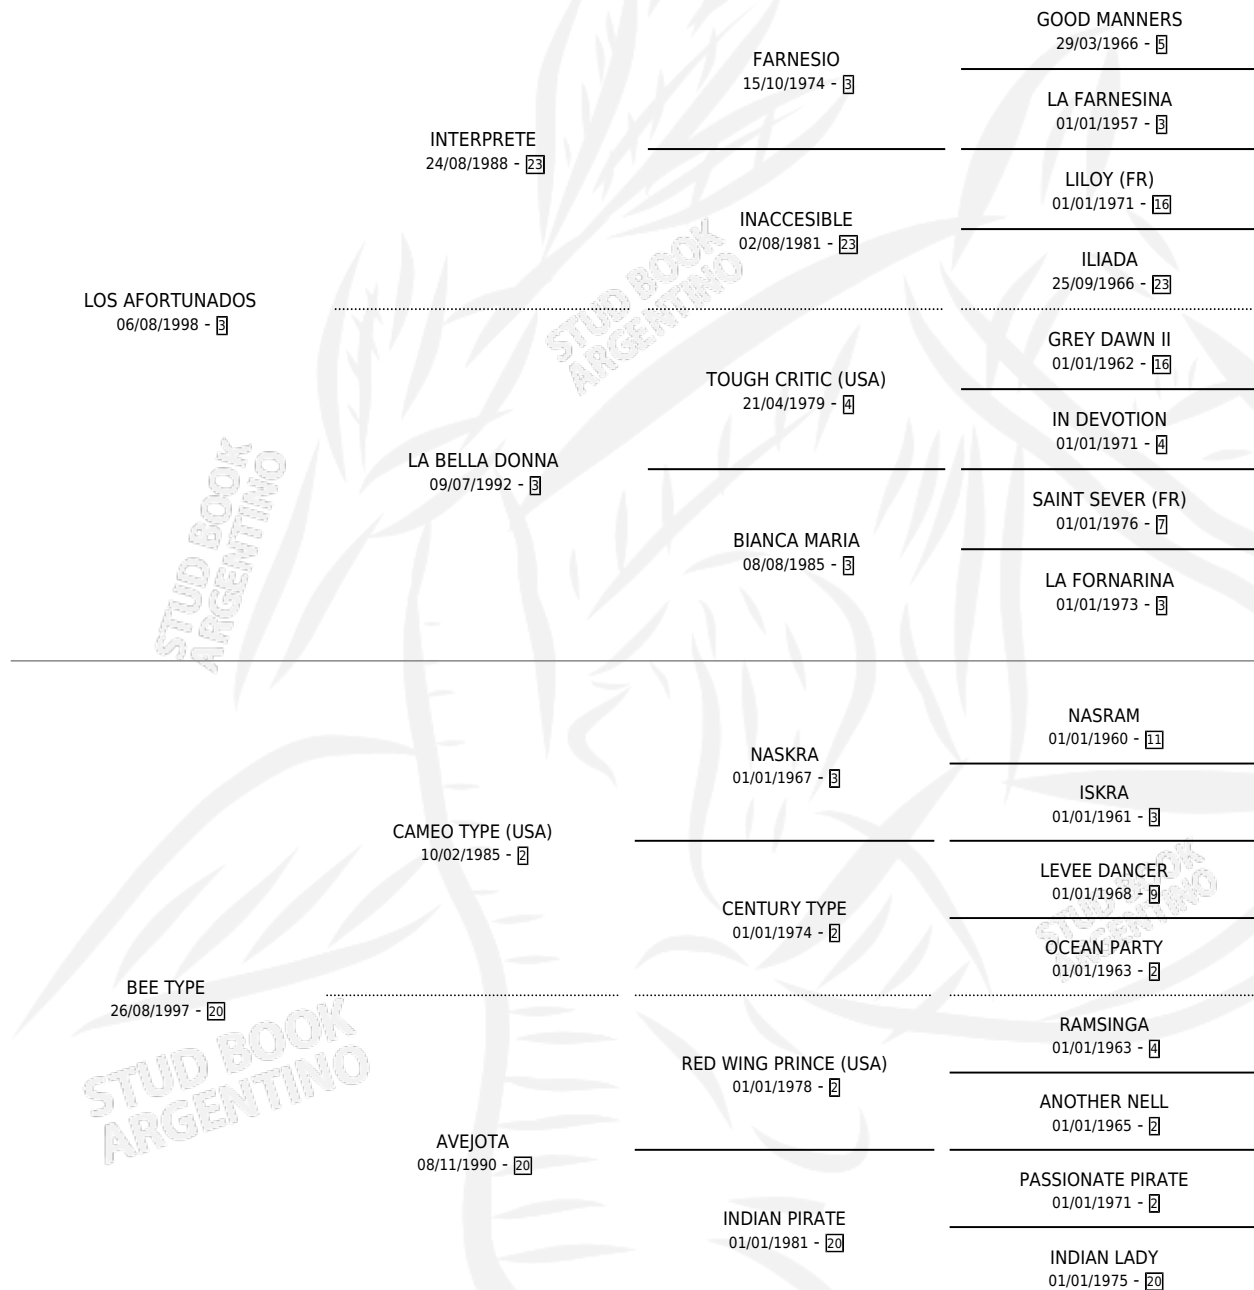 GOOD MANNERS
29/03/1966 - 5
FARNESIO
15/10/1974 - 3
LA FARNESINA
01/01/1957 - 3
INTERPRETE
24/08/1988 - 23
LILOY (FR)
01/01/1971 - 16
INACCESIBLE
02/08/1981 - 23
ILIADA
25/09/1966 - 23
LOS AFORTUNADOS
06/08/1998 - 3
GREY DAWN II
01/01/1962 - 16
TOUGH CRITIC (USA)
21/04/1979 - 4
IN DEVOTION
01/01/1971 - 4
LA BELLA DONNA
09/07/1992 - 3
SAINT SEVER (FR)
01/01/1976 - 7
BIANCA MARIA
08/08/1985 - 3
LA FORNARINA
01/01/1973 - 3
STUD BOOK
ARGENTINO
STUD BOOK
ARGENTINO
NASRAM
01/01/1960 - 11
NASKRA
01/01/1967 - 3
ISKRA
01/01/1961 - 3
CAMEO TYPE (USA)
10/02/1985 - 2
LEVEE DANCER
01/01/1968 - 9
CENTURY TYPE
01/01/1974 - 2
OCEAN PARTY
01/01/1963 - 2
BEE TYPE
26/08/1997 - 20
RAMSINGA
01/01/1963 - 4
RED WING PRINCE (USA)
01/01/1978 - 2
ANOTHER NELL
01/01/1965 - 2
AVEJOTA
08/11/1990 - 20
PASSIONATE PIRATE
01/01/1971 - 2
INDIAN PIRATE
01/01/1981 - 20
INDIAN LADY
01/01/1975 - 20
STUD BOOK
ARGENTINO
STUD BOOK
ARGENTINO